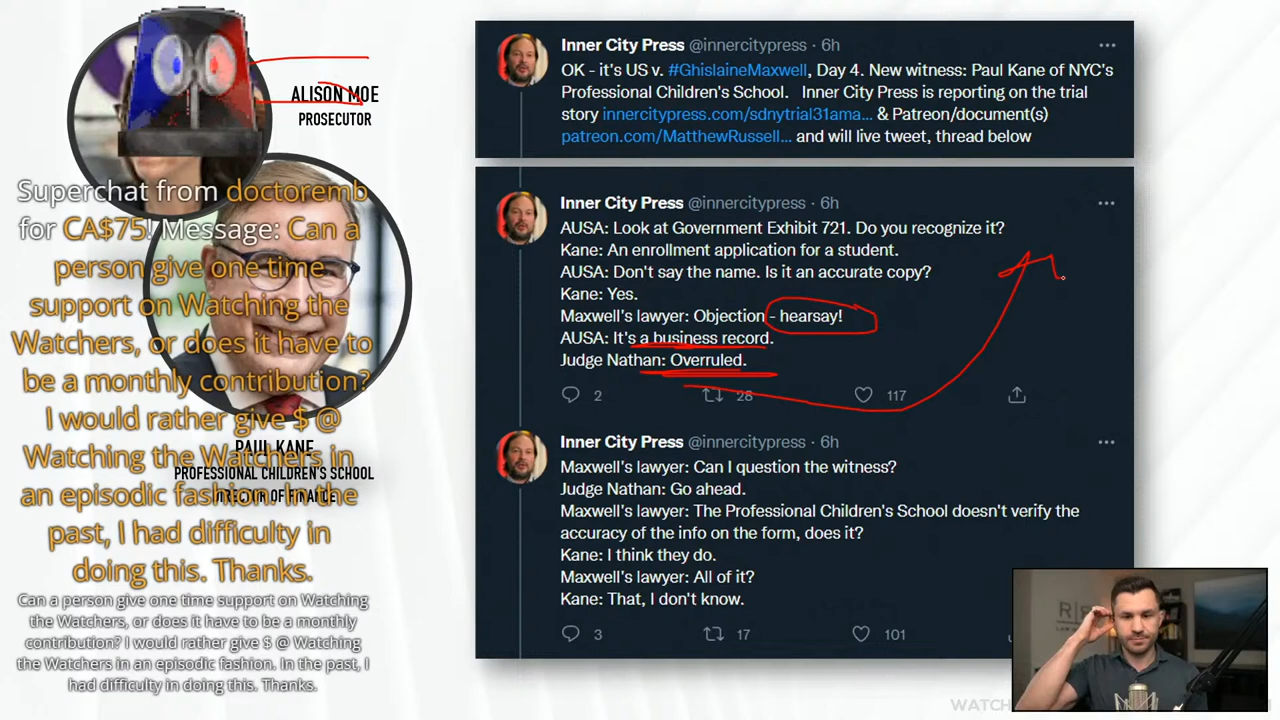 ALISON MOE
PROSECUTOR
Superchat from doctoremb
for CA$75! Message: Can a
person give one time
support on Watching the
Watchers, or does it have to
be a monthly contribution?
I would rather give $ @
Watching the Watchers in
an episodic fashion. In the
past, I had difficulty in
doing this. Thanks.
PAUL KANE
PROFESSIONAL CHILDREN'S SCHOOL
DIRECTOR OF FINANCE
Can a person give one time support on Watching
the Watchers, or does it have to be a monthly
contribution? I would rather give $ @ Watching
the Watchers in an episodic fashion. In the past, I
had difficulty in doing this. Thanks.
Inner City Press @innercitypress · 6h
OK - it's US v. #GhislaineMaxwell, Day 4. New witness: Paul Kane of NYC's
Professional Children's School. Inner City Press is reporting on the trial
story innercitypress.com/sdnytrial31ama... & Patreon/document(s)
patreon.com/MatthewRussell... and will live tweet, thread below
Inner City Press @innercitypress · 6h
AUSA: Look at Government Exhibit 721. Do you recognize it?
Kane: An enrollment application for a student.
AUSA: Don't say the name. Is it an accurate copy?
Kane: Yes.
Maxwell's lawyer: Objection - hearsay!
AUSA: It's a business record.
Judge Nathan: Overruled.
2 28 117
Inner City Press @innercitypress · 6h
Maxwell's lawyer: Can I question the witness?
Judge Nathan: Go ahead.
Maxwell's lawyer: The Professional Children's School doesn't verify the
accuracy of the info on the form, does it?
Kane: I think they do.
Maxwell's lawyer: All of it?
Kane: That, I don't know.
3 17 101
WATCH